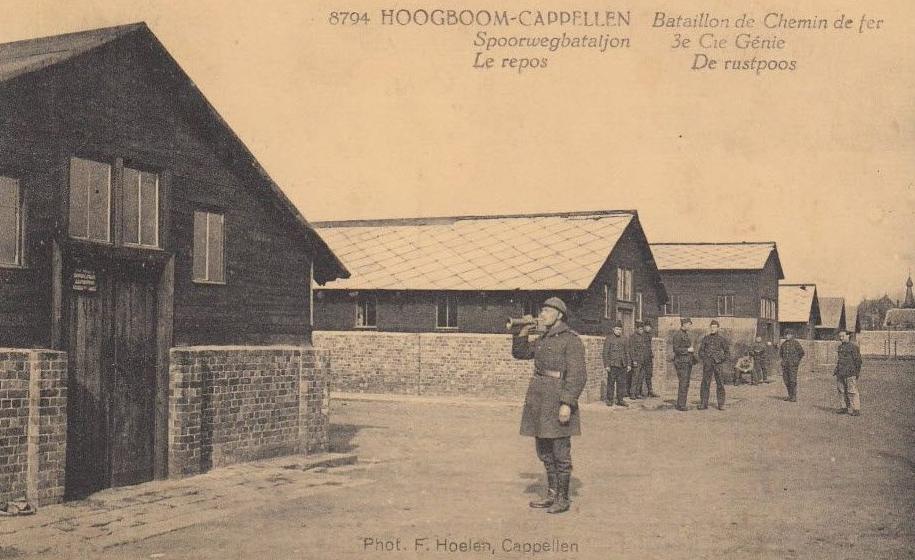 8794 HOOGBOOM-CAPPELLEN Bataillon de Chemin de fer
Spoorwegbataljon 3e Cie Génie
Le repos De rustpoos
Phot. F. Hoelen, Cappellen